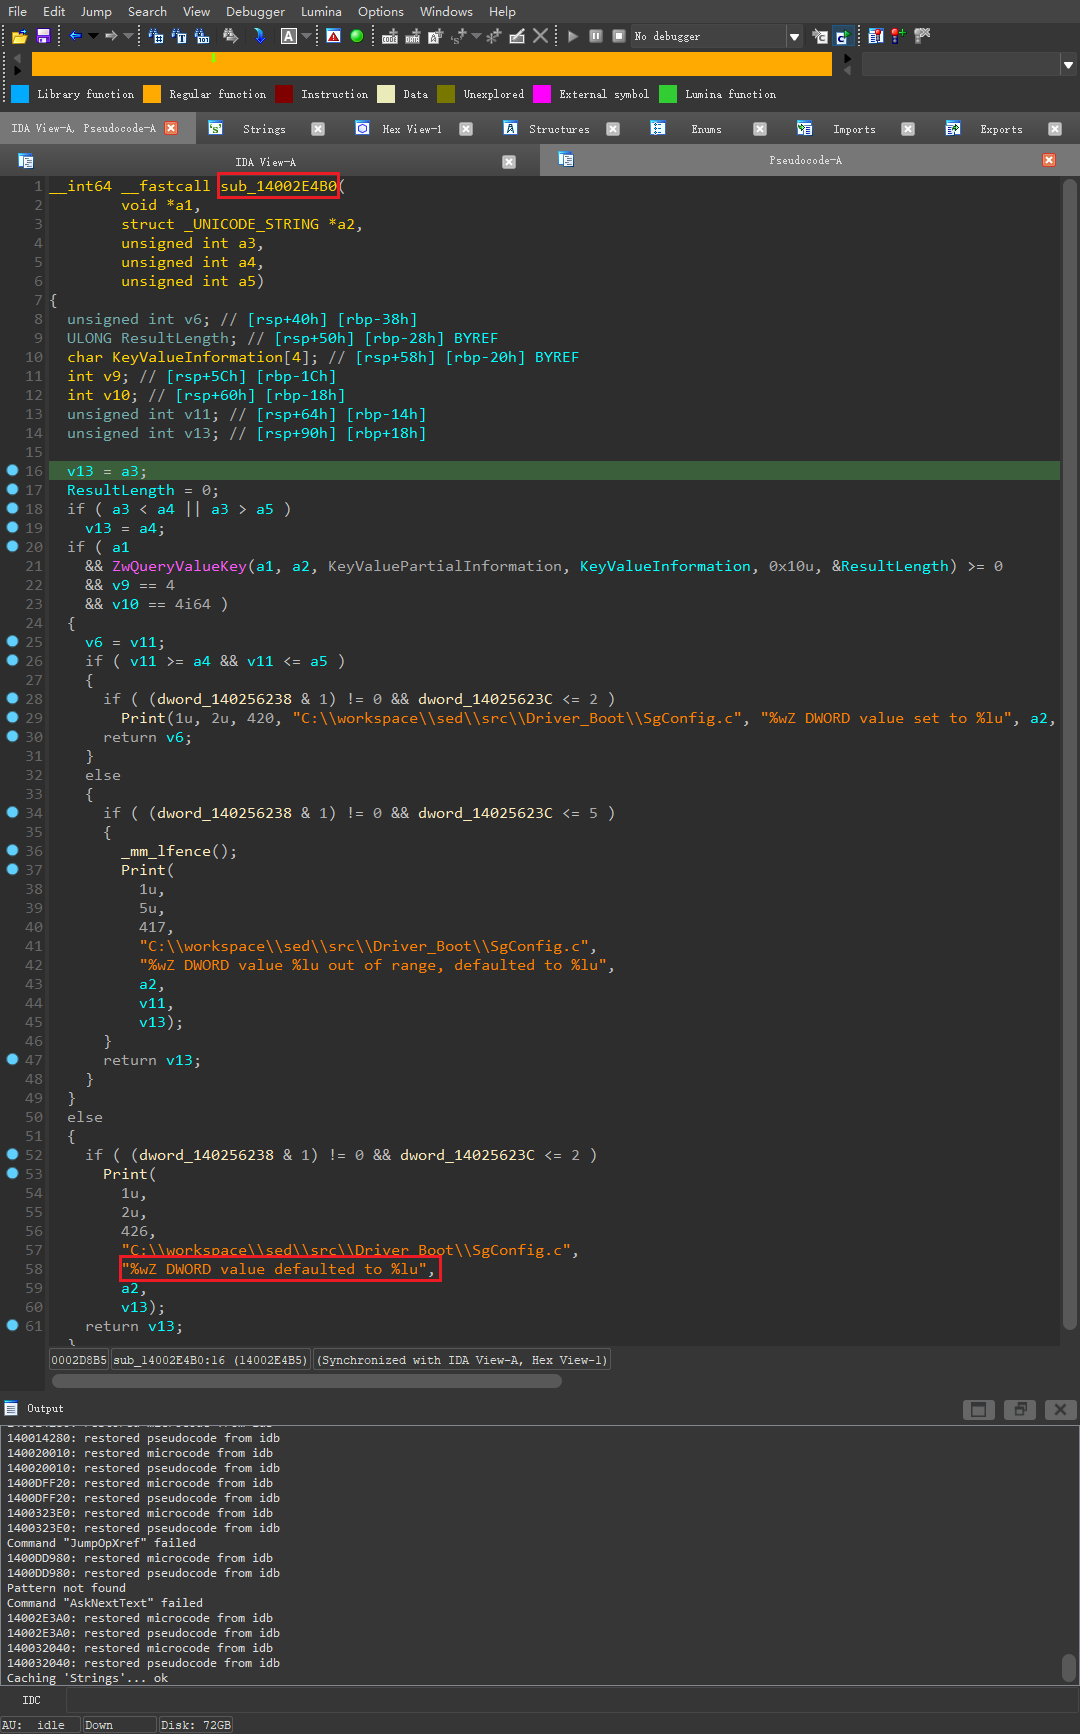 File Edit Jump Search View Debugger Lumina Options Windows Help
No debugger
Library function Regular function Instruction Data Unexplored External symbol Lumina function
IDA View-A, Pseudocode-A Strings Hex View-1 Structures Enums Imports Exports
IDA View-A Pseudocode-A
1 __int64 __fastcall sub_14002E4B0(
2 void *a1,
3 struct _UNICODE_STRING *a2,
4 unsigned int a3,
5 unsigned int a4,
6 unsigned int a5)
7 {
8 unsigned int v6; // [rsp+40h] [rbp-38h]
9 ULONG ResultLength; // [rsp+50h] [rbp-28h] BYREF
10 char KeyValueInformation[4]; // [rsp+58h] [rbp-20h] BYREF
11 int v9; // [rsp+5Ch] [rbp-1Ch]
12 int v10; // [rsp+60h] [rbp-18h]
13 unsigned int v11; // [rsp+64h] [rbp-14h]
14 unsigned int v13; // [rsp+90h] [rbp+18h]
15
16 v13 = a3;
17 ResultLength = 0;
18 if ( a3 < a4 || a3 > a5 )
19 v13 = a4;
20 if ( a1
21 && ZwQueryValueKey(a1, a2, KeyValuePartialInformation, KeyValueInformation, 0x10u, &ResultLength) >= 0
22 && v9 == 4
23 && v10 == 4i64 )
24 {
25 v6 = v11;
26 if ( v11 >= a4 && v11 <= a5 )
27 {
28 if ( (dword_140256238 & 1) != 0 && dword_14025623C <= 2 )
29 Print(1u, 2u, 420, "C:\\workspace\\sed\\src\\Driver_Boot\\SgConfig.c", "%wZ DWORD value set to %lu", a2,
30 return v6;
31 }
32 else
33 {
34 if ( (dword_140256238 & 1) != 0 && dword_14025623C <= 5 )
35 {
36 _mm_lfence();
37 Print(
38 1u,
39 5u,
40 417,
41 "C:\\workspace\\sed\\src\\Driver_Boot\\SgConfig.c",
42 "%wZ DWORD value %lu out of range, defaulted to %lu",
43 a2,
44 v11,
45 v13);
46 }
47 return v13;
48 }
49 }
50 else
51 {
52 if ( (dword_140256238 & 1) != 0 && dword_14025623C <= 2 )
53 Print(
54 1u,
55 2u,
56 426,
57 "C:\\workspace\\sed\\src\\Driver_Boot\\SgConfig.c",
58 "%wZ DWORD value defaulted to %lu",
59 a2,
60 v13);
61 return v13;
}
0002D8B5 sub_14002E4B0:16 (14002E4B5) (Synchronized with IDA View-A, Hex View-1)
Output
140014280: restored microcode from idb
140014280: restored pseudocode from idb
140020010: restored microcode from idb
140020010: restored pseudocode from idb
1400DFF20: restored microcode from idb
1400DFF20: restored pseudocode from idb
1400323E0: restored microcode from idb
1400323E0: restored pseudocode from idb
Command "JumpOpXref" failed
1400DD980: restored microcode from idb
1400DD980: restored pseudocode from idb
Pattern not found
Command "AskNextText" failed
14002E3A0: restored microcode from idb
14002E3A0: restored pseudocode from idb
140032040: restored microcode from idb
140032040: restored pseudocode from idb
Caching 'Strings'... ok
IDC
AU: idle Down Disk: 72GB